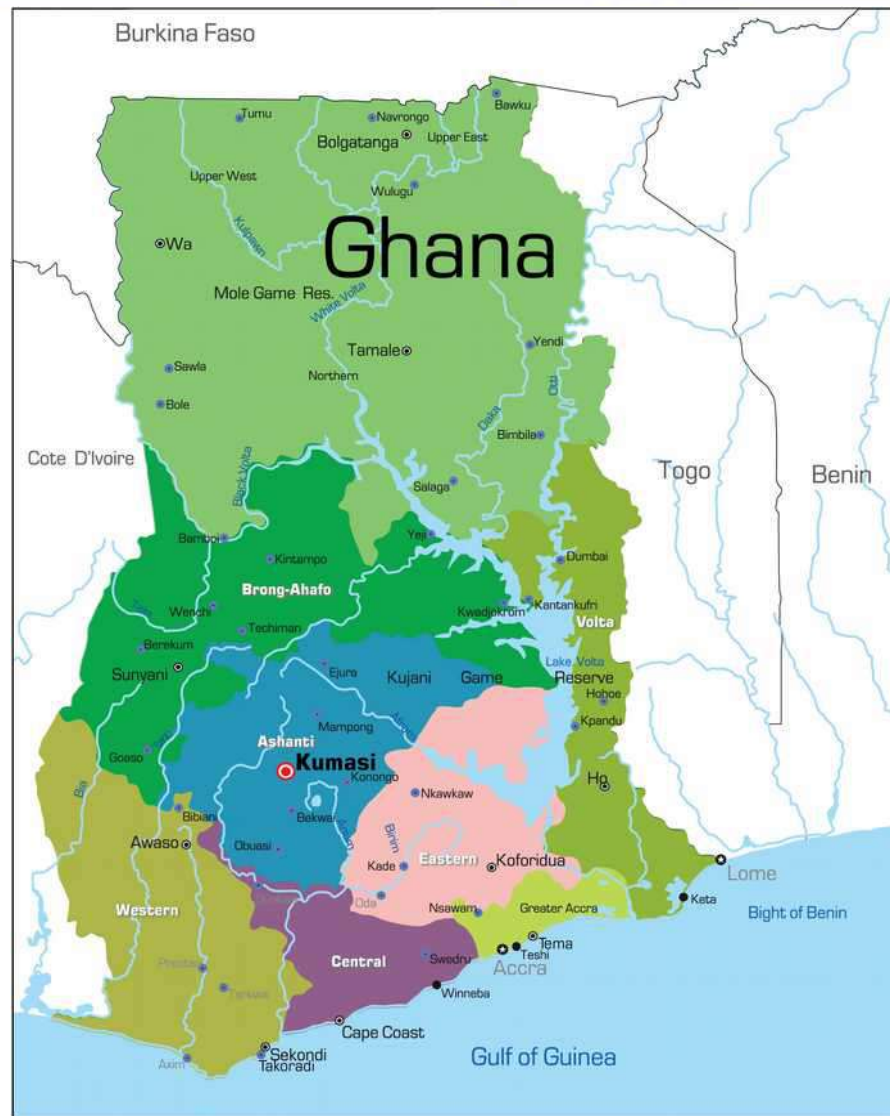 Burkina Faso
Bawku
Tumu
Navrongo
Bolgatanga
Upper East
Upper West
Wulugu
Kulpawn
Wa
Ghana
Mole Game Res.
White Volta
Tamale
Yendi
Sawla
Northern
Otti
Bole
Daka
Bimbila
Cote D'Ivoire
Black Volta
Togo
Benin
Salaga
Bamboi
Yeji
Kintampo
Dumbai
Brong-Ahafo
Tain
Wenchi
Kwadjokrom
Kantankufri
Volta
Techiman
Berekum
Sunyani
Ejura
Lake Volta
Kujani Game Reserve
Hohoe
Mampong
Kpandu
Ashanti
Goaso
Kumasi
Bia
Konongo
Ho
Nkawkaw
Bibiani
Bekwai
Birim
Awaso
Obuasi
Kade
Eastern
Koforidua
Lome
Oda
Western
Nsawam
Greater Accra
Keta
Bight of Benin
Tema
Teshi
Accra
Central
Swedru
Prestea
Tarkwa
Winneba
Cape Coast
Sekondi
Takoradi
Axim
Gulf of Guinea